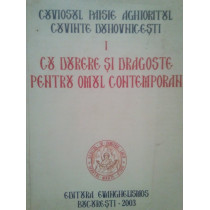 CUVIOSUL PAISIE AGHIORITUL
CUVINTE DUHOVNICEȘTI
I
CU DURERE ȘI DRAGOSTE
PENTRU OMUL CONTEMPORAN
EDITURA EVANGHELISMOS
BUCUREȘTI - 2003